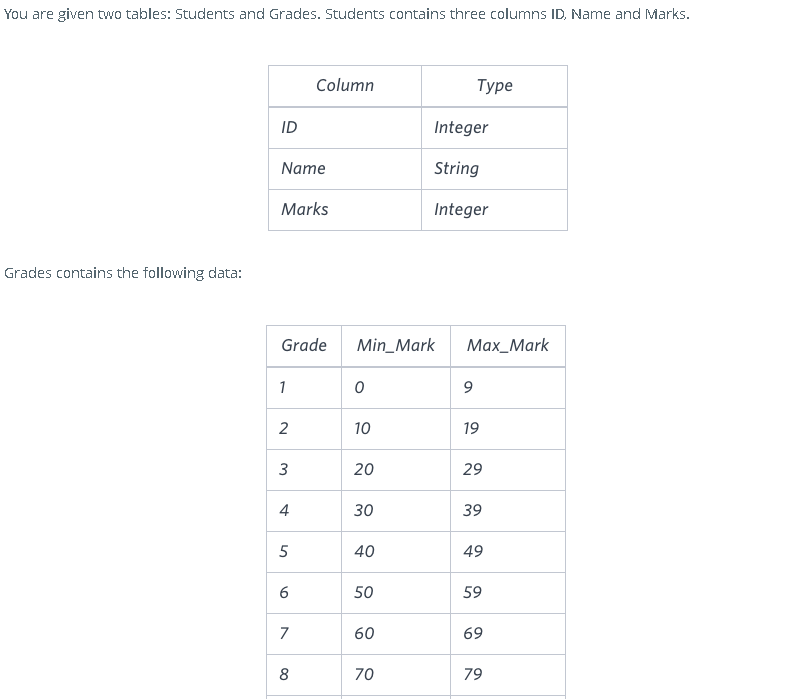 You are given two tables: Students and Grades. Students contains three columns ID, Name and Marks.
Column Type
ID Integer
Name String
Marks Integer
Grades contains the following data:
Grade Min_Mark Max_Mark
1 0 9
2 10 19
3 20 29
4 30 39
5 40 49
6 50 59
7 60 69
8 70 79